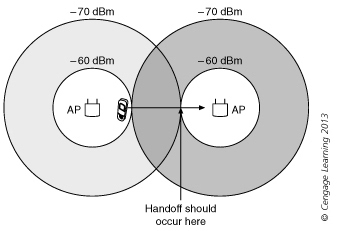 −70 dBm
−70 dBm
−60 dBm
−60 dBm
AP
AP
Handoff should
occur here
© Cengage Learning 2013